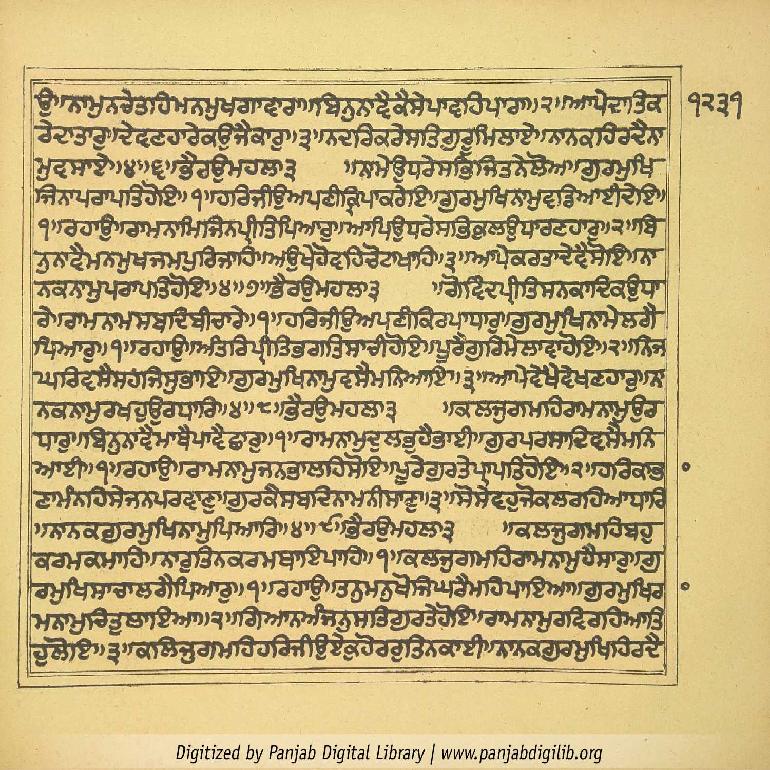 ਉ॥ਨਾਮੁਨਚੇਤਹਿਮਨਮੁਖਗਾਵਾਰਾ॥ਬਿਨੁਨਾਵੈਕੈਸੇਪਾਵਹਿਪਾਰਾ॥੨॥ਆਪੇਦਾਤਿਕ
ਰੇਦਾਤਾਰੁ॥ਦੇਵਣਹਾਰੇਕਉਜੈਕਾਰੁ॥੩॥ਨਦਰਿਕਰੇਸਤਿਗੁਰੂਮਿਲਾਏ॥ਨਾਨਕਹਿਰਦੈਨਾ
ਮੁਵਸਾਏ॥੪॥੬॥ਭੈਰਉਮਹਲਾ੩ ॥ਨਾਮੇਉਧਰੇਸਭਿਜਿਤਨੇਲੋਅ॥ਗੁਰਮੁਖਿ
ਜਿਨਾਪਰਾਪਤਿਹੋਇ॥੧॥ਹਰਿਜੀਉਅਪਣੀਕ੍ਰਿਪਾਕਰੇਇ॥ਗੁਰਮੁਖਿਨਾਮੁਵਡਿਆਈਦੇਇ॥
੧॥ਰਹਾਉ॥ਰਾਮਨਾਮਿਜਿਨਪ੍ਰੀਤਿਪਿਆਰੁ॥ਆਪਿਉਧਰੇਸਭਿਕੁਲਉਧਾਰਣਹਾਰੁ॥੨॥ਬਿ
ਨੁਨਾਵੈਮਨਮੁਖਜਮਪੁਰਿਜਾਹਿ॥ਅਉਖੇਹੋਵਹਿਚੋਟਾਖਾਹਿ॥੩॥ਆਪੇਕਰਤਾਦੇਵੈਸੋਇ॥ਨਾ
ਨਕਨਾਮੁਪਰਾਪਤਿਹੋਇ॥੪॥੭॥ਭੈਰਉਮਹਲਾ੩ ॥ਗੋਵਿੰਦਪ੍ਰੀਤਿਸਨਕਾਦਿਕਉਧਾ
ਰੇ॥ਰਾਮਨਾਮਸਬਦਿਬੀਚਾਰੇ॥੧॥ਹਰਿਜੀਉਅਪਣੀਕਿਰਪਾਧਾਰੁ॥ਗੁਰਮੁਖਿਨਾਮੇਲਗੈ
ਪਿਆਰੁ॥੧॥ਰਹਾਉ॥ਅੰਤਰਿਪ੍ਰੀਤਿਭਗਤਿਸਾਚੀਹੋਇ॥ਪੂਰੈਗੁਰਿਮੇਲਾਵਾਹੋਇ॥੨॥ਨਿਜ
ਘਰਿਵਸੈਸਹਜਿਸੁਭਾਇ॥ਗੁਰਮੁਖਿਨਾਮੁਵਸੈਮਨਿਆਇ॥੩॥ਆਪੇਵੇਖੈਵੇਖਣਹਾਰੁ॥ਨਾ
ਨਕਨਾਮੁਰਖਹੁਉਰਧਾਰਿ॥੪॥੮॥ਭੈਰਉਮਹਲਾ੩ ॥ਕਲਜੁਗਮਹਿਰਾਮਨਾਮੁਉਰ
ਧਾਰੁ॥ਬਿਨੁਨਾਵੈਮਾਥੈਪਾਵੈਛਾਰੁ॥੧॥ਰਾਮਨਾਮੁਦੁਲਭੁਹੈਭਾਈ॥ਗੁਰਪਰਸਾਦਿਵਸੈਮਨਿ
ਆਈ॥੧॥ਰਹਾਉ॥ਰਾਮਨਾਮੁਜਨਭਾਲਹਿਸੋਇ॥ਪੂਰੇਗੁਰਤੇਪ੍ਰਾਪਤਿਹੋਇ॥੨॥ਹਰਿਕਾਭਾ
ਣਾਮੰਨਹਿਸੇਜਨਪਰਵਾਣੁ॥ਗੁਰਕੈਸਬਦਿਨਾਮਨੀਸਾਣੁ॥੩॥ਸੋਸੇਵਹੁਜੋਕਲਰਹਿਆਧਾਰਿ
॥ਨਾਨਕਗੁਰਮੁਖਿਨਾਮੁਪਿਆਰਿ॥੪॥੯॥ਭੈਰਉਮਹਲਾ੩ ॥ਕਲਜੁਗਮਹਿਬਹੁ
ਕਰਮਕਮਾਹਿ॥ਨਾਰੁਤਿਨਕਰਮਥਾਇਪਾਹਿ॥੧॥ਕਲਜੁਗਮਹਿਰਾਮਨਾਮੁਹੈਸਾਰੁ॥ਗੁ
ਰਮੁਖਿਸਾਚਾਲਗੈਪਿਆਰੁ॥੧॥ਰਹਾਉ॥ਤਨੁਮਨੁਖੋਜਿਘਰੈਮਹਿਪਾਇਆ॥ਗੁਰਮੁਖਿਰਾ
ਮਨਾਮਿਚਿਤੁਲਾਇਆ॥੨॥ਗਿਆਨਅੰਜਨੁਸਤਿਗੁਰਤੇਹੋਇ॥ਰਾਮਨਾਮੁਰਵਿਰਹਿਆਤਿ
ਹੁਲੋਇ॥੩॥ਕਲਿਜੁਗਮਹਿਹਰਿਜੀਉਏਕੁਹੋਰਰੁਤਿਨਕਾਈ॥ਨਾਨਕਗੁਰਮੁਖਿਹਿਰਦੈ
੧੨੩੧
Digitized by Panjab Digital Library | www.panjabdigilib.org